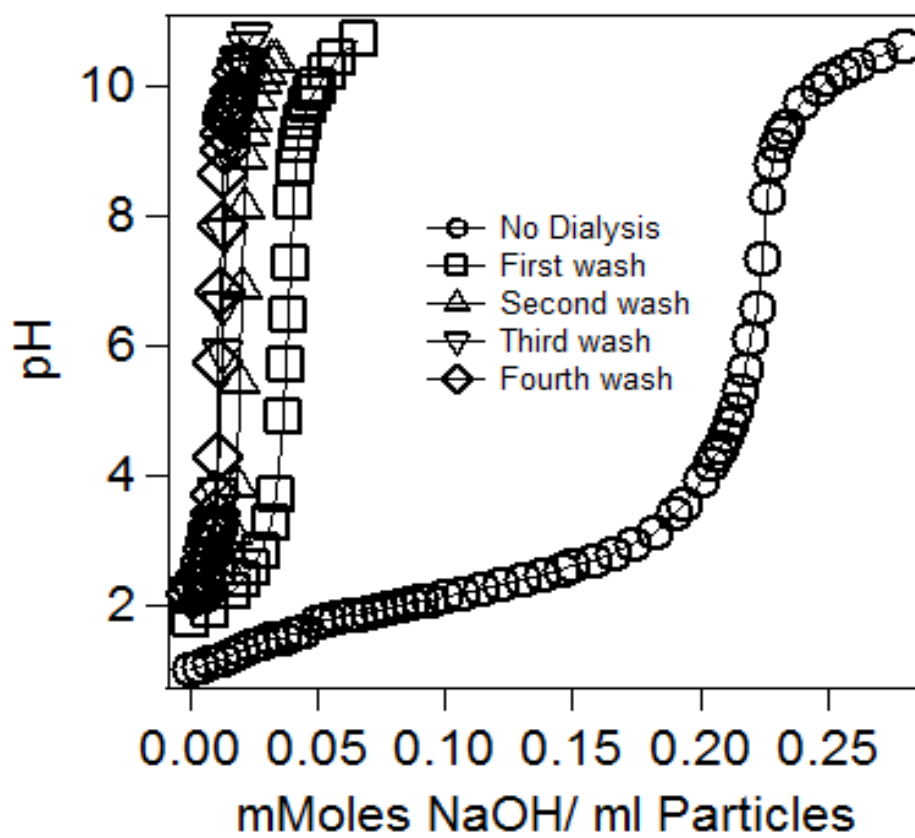 10
8
6
4
2
pH
No Dialysis
First wash
Second wash
Third wash
Fourth wash
0.00 0.05 0.10 0.15 0.20 0.25
mMoles NaOH/ ml Particles